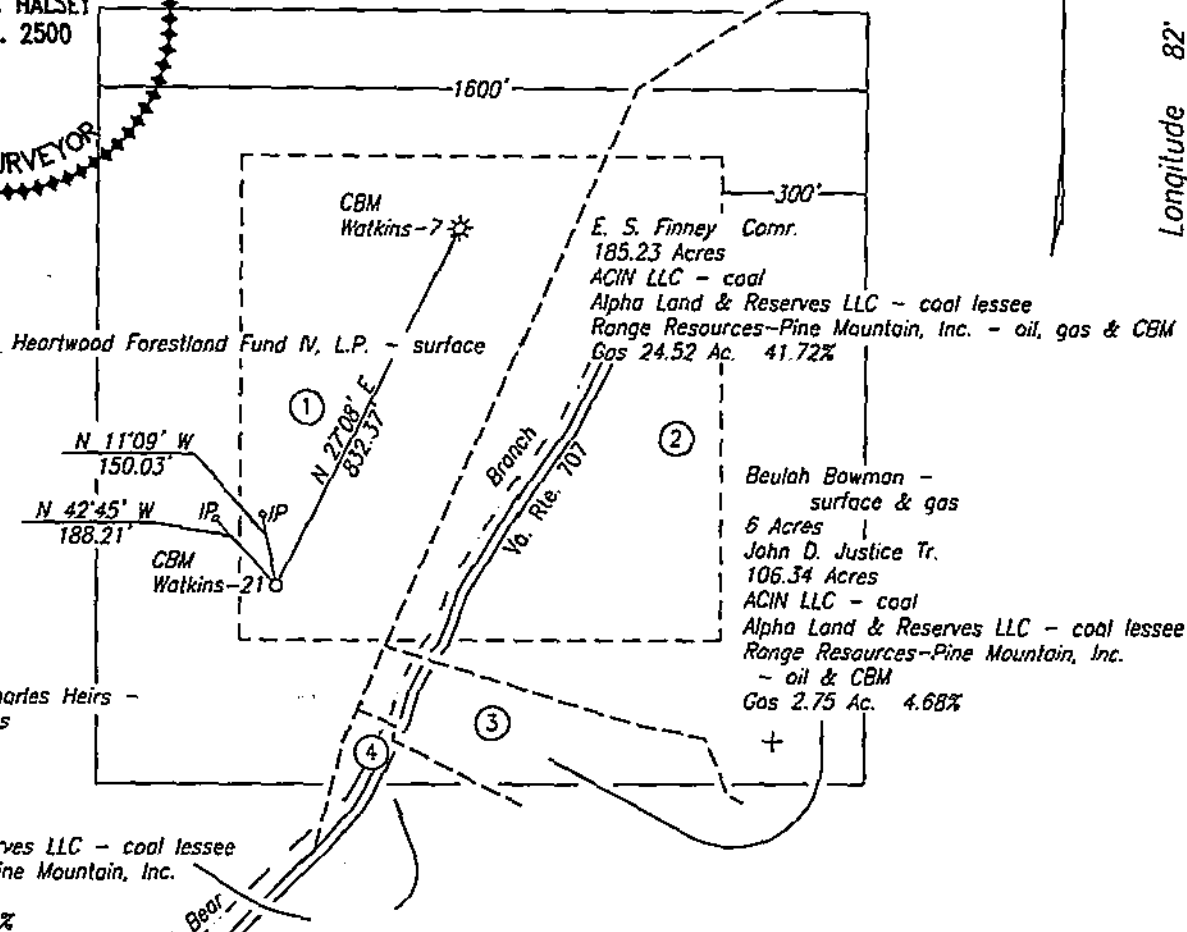 HALSEY
. 2500
URVEYOR
1600'
Longitude 82'
300'
CBM
Watkins-7
E. S. Finney Comr.
185.23 Acres
ACIN LLC - coal
Alpha Land & Reserves LLC - coal lessee
Range Resources-Pine Mountain, Inc. - oil, gas & CBM
Gas 24.52 Ac. 41.72%
Heartwood Forestland Fund IV, L.P. - surface
1
N 27°08' E
832.37'
2
N 11°09' W
150.03'
N 42°45' W
188.21'
IP
IP
CBM
Watkins-21
Branch
Va. Rte. 707
Beulah Bowman -
surface & gas
6 Acres
John D. Justice Tr.
106.34 Acres
ACIN LLC - coal
Alpha Land & Reserves LLC - coal lessee
Range Resources-Pine Mountain, Inc.
- oil & CBM
Gas 2.75 Ac. 4.68%
harles Heirs -
s
3
4
rves LLC - coal lessee
ine Mountain, Inc.
%
Bear